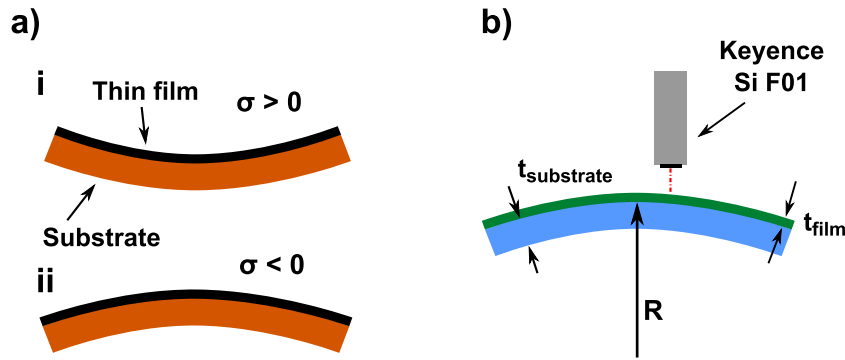 a)
i
Thin film
σ > 0
Substrate
ii
σ < 0
b)
Keyence
Si F01
tsubstrate
tfilm
R